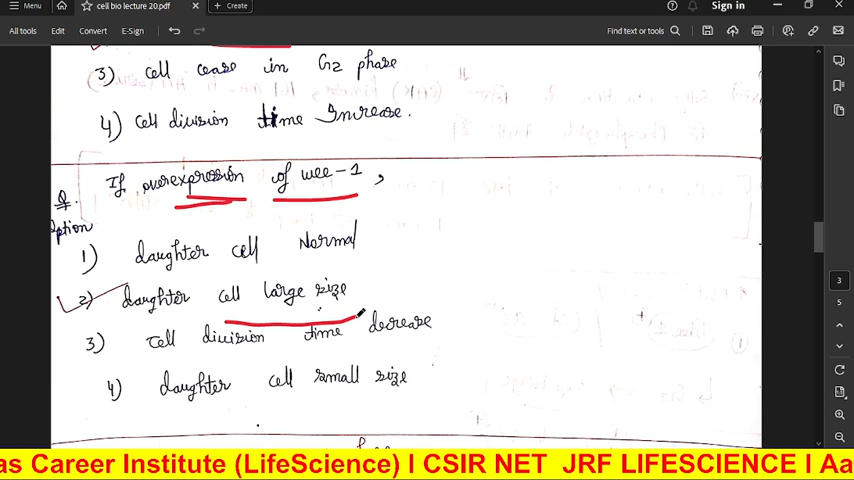 Menu
cell bio lecture 20.pdf
Create
Sign in
All tools
Edit
Convert
E-Sign
Find text or tools
3) cell cease in G2 phase
4) Cell division time Increase.
Q. If overexpression of wee-1,
Option
1) daughter cell Normal
2) daughter cell large size
3) cell division time decrease
4) daughter cell small size
3
as Career Institute (LifeScience) I CSIR NET JRF LIFESCIENCE I Aa